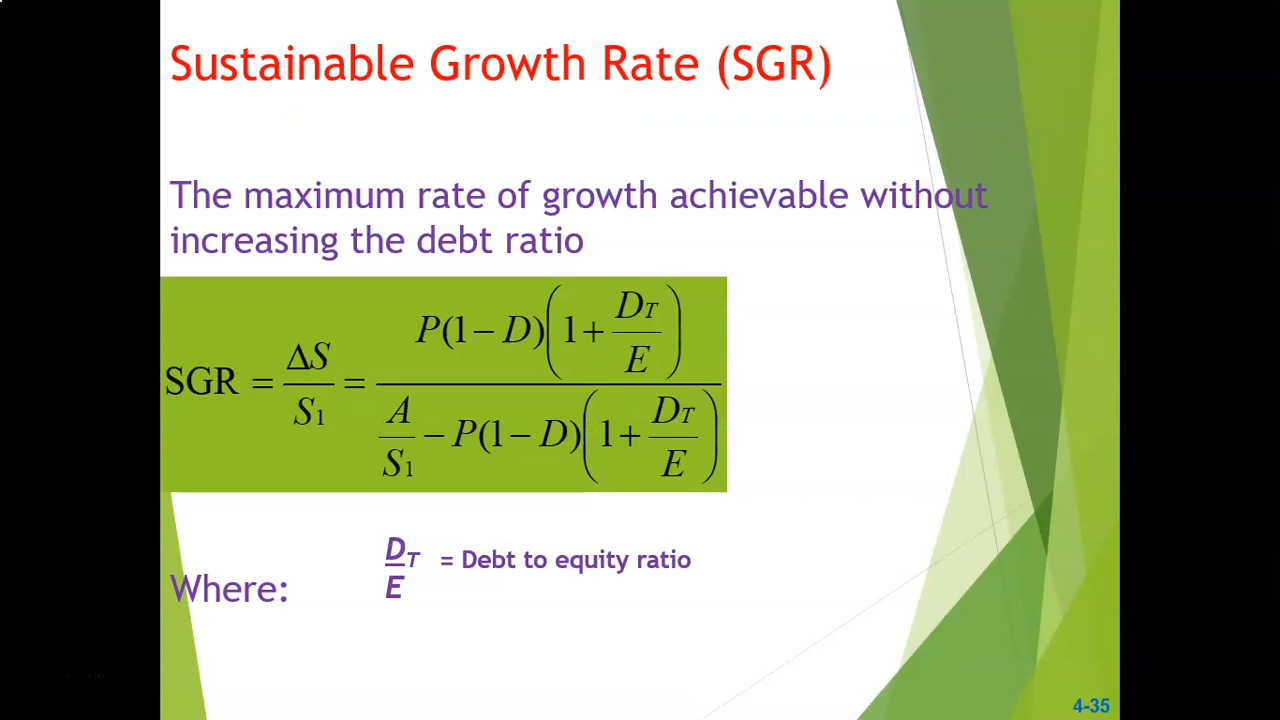 Sustainable Growth Rate (SGR)
The maximum rate of growth achievable without
increasing the debt ratio
SGR = ΔS/S₁ = P(1 − D)(1 + D_T/E) / (A/S₁ − P(1 − D)(1 + D_T/E))
D_T/E = Debt to equity ratio
Where:
4-35